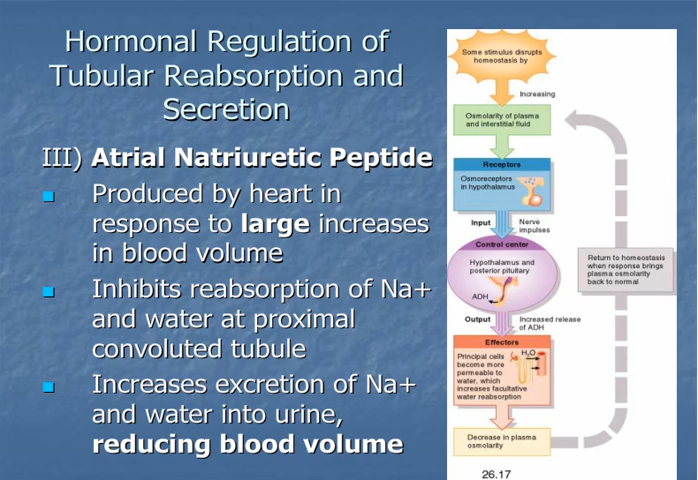 Hormonal Regulation of
Tubular Reabsorption and
Secretion
III) Atrial Natriuretic Peptide
Produced by heart in
response to large increases
in blood volume
Inhibits reabsorption of Na+
and water at proximal
convoluted tubule
Increases excretion of Na+
and water into urine,
reducing blood volume
Some stimulus disrupts
homeostasis by
Increasing
Osmolarity of plasma
and interstitial fluid
Receptors
Osmoreceptors
in hypothalamus
Input
Nerve
impulses
Control center
Hypothalamus and
posterior pituitary
ADH
Output
Increased release
of ADH
Effectors
H2O
Principal cells
become more
permeable to
water, which
increases facultative
water reabsorption
Decrease in plasma
osmolarity
Return to homeostasis
when response brings
plasma osmolarity
back to normal
26.17